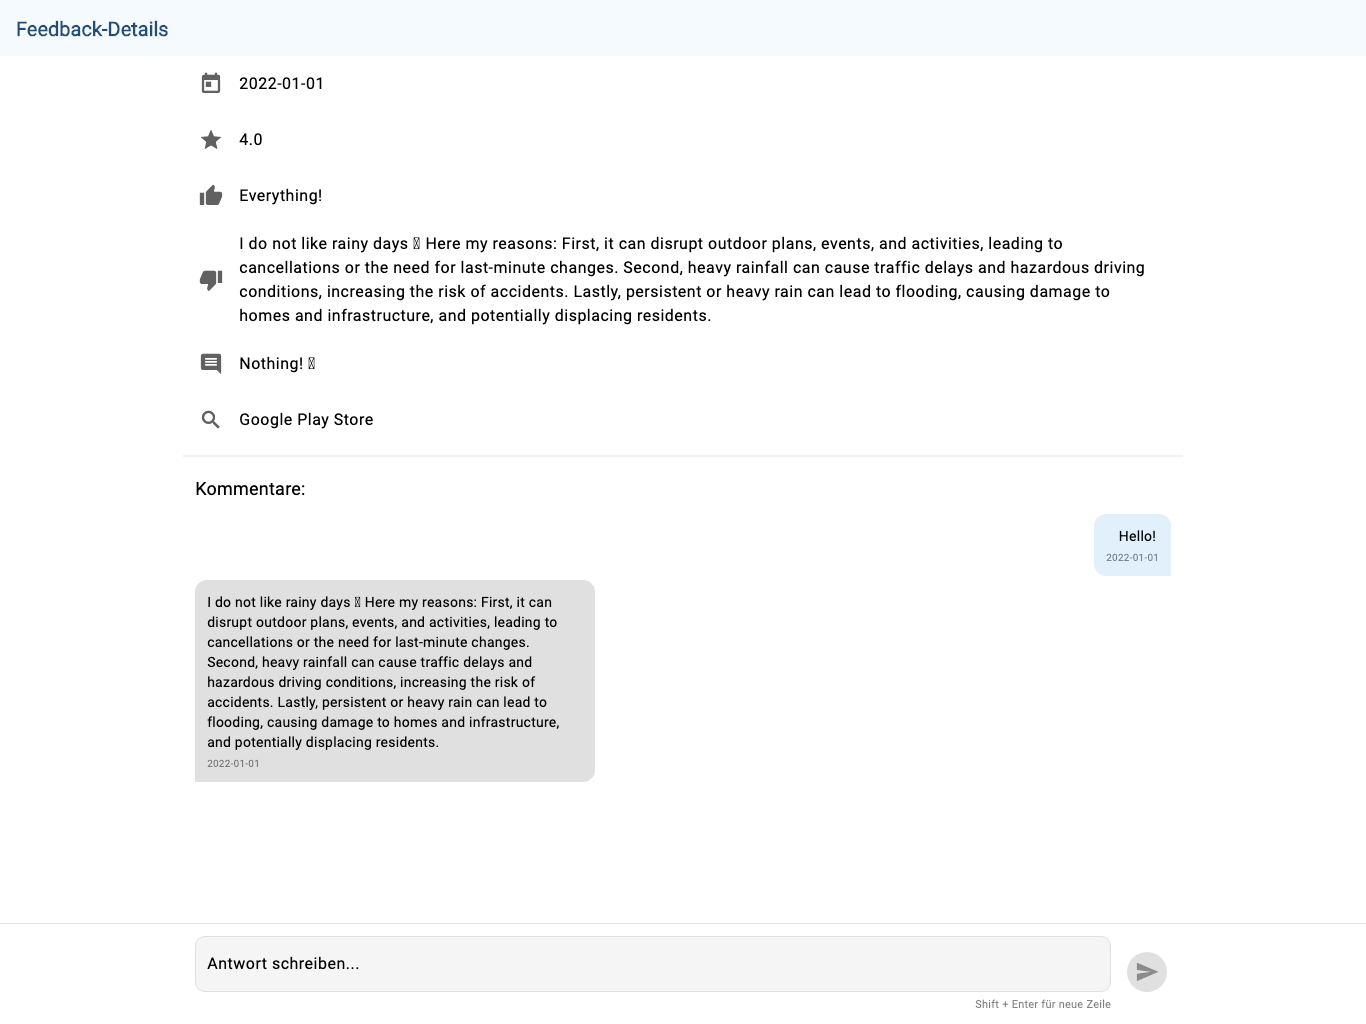 Feedback-Details
2022-01-01
4.0
Everything!
I do not like rainy days Here my reasons: First, it can disrupt outdoor plans, events, and activities, leading to
cancellations or the need for last-minute changes. Second, heavy rainfall can cause traffic delays and hazardous driving
conditions, increasing the risk of accidents. Lastly, persistent or heavy rain can lead to flooding, causing damage to
homes and infrastructure, and potentially displacing residents.
Nothing!
Google Play Store
Kommentare:
Hello!
2022-01-01
I do not like rainy days Here my reasons: First, it can
disrupt outdoor plans, events, and activities, leading to
cancellations or the need for last-minute changes.
Second, heavy rainfall can cause traffic delays and
hazardous driving conditions, increasing the risk of
accidents. Lastly, persistent or heavy rain can lead to
flooding, causing damage to homes and infrastructure,
and potentially displacing residents.
2022-01-01
Antwort schreiben...
Shift + Enter für neue Zeile